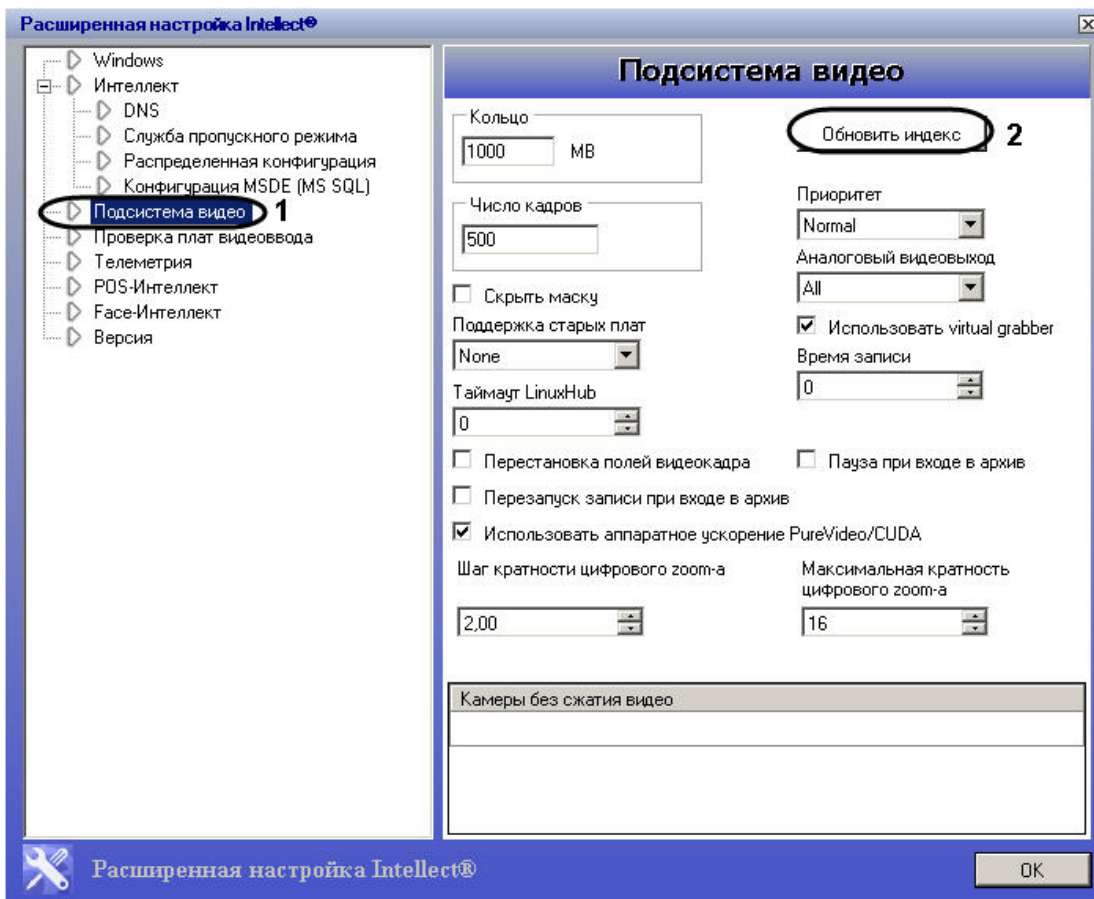 Расширенная настройка Intellect®
Windows
Интеллект
DNS
Служба пропускного режима
Распределенная конфигурация
Конфигурация MSDE (MS SQL)
Подсистема видео 1
Проверка плат видеоввода
Телеметрия
POS-Интеллект
Face-Интеллект
Версия
Подсистема видео
Кольцо
1000 MB
Обновить индекс 2
Число кадров
500
Приоритет
Normal
Аналоговый видеовыход
All
Скрыть маску
Использовать virtual grabber
Поддержка старых плат
None
Время записи
0
Таймаут LinuxHub
0
Перестановка полей видеокадра
Пауза при входе в архив
Перезапуск записи при входе в архив
Использовать аппаратное ускорение PureVideo/CUDA
Шаг кратности цифрового zoom-а
2,00
Максимальная кратность
цифрового zoom-а
16
Камеры без сжатия видео
Расширенная настройка Intellect®
OK